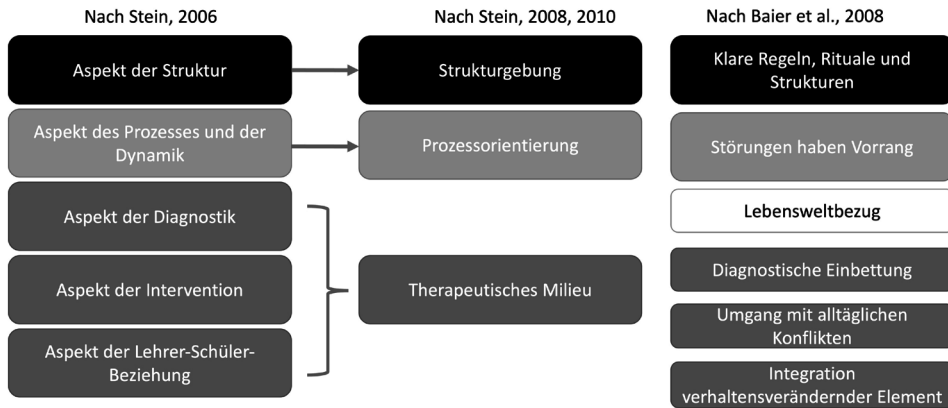 Nach Stein, 2006
Aspekt der Struktur
Aspekt des Prozesses und der
Dynamik
Aspekt der Diagnostik
Aspekt der Intervention
Aspekt der Lehrer-Schüler-
Beziehung
Nach Stein, 2008, 2010
Strukturgebung
Prozessorientierung
Therapeutisches Milieu
Nach Baier et al., 2008
Klare Regeln, Rituale und
Strukturen
Störungen haben Vorrang
Lebensweltbezug
Diagnostische Einbettung
Umgang mit alltäglichen
Konflikten
Integration
verhaltensverändernder Element